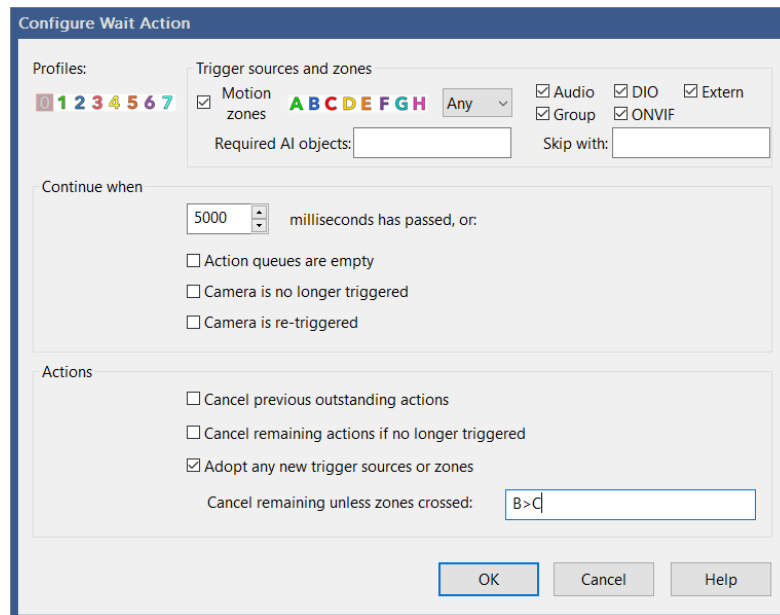 Configure Wait Action
Profiles:
0 1 2 3 4 5 6 7
Trigger sources and zones
Motion zones
A B C D E F G H
Any
Audio
DIO
Extern
Group
ONVIF
Required AI objects:
Skip with:
Continue when
5000 milliseconds has passed, or:
Action queues are empty
Camera is no longer triggered
Camera is re-triggered
Actions
Cancel previous outstanding actions
Cancel remaining actions if no longer triggered
Adopt any new trigger sources or zones
Cancel remaining unless zones crossed: B>C
OK Cancel Help